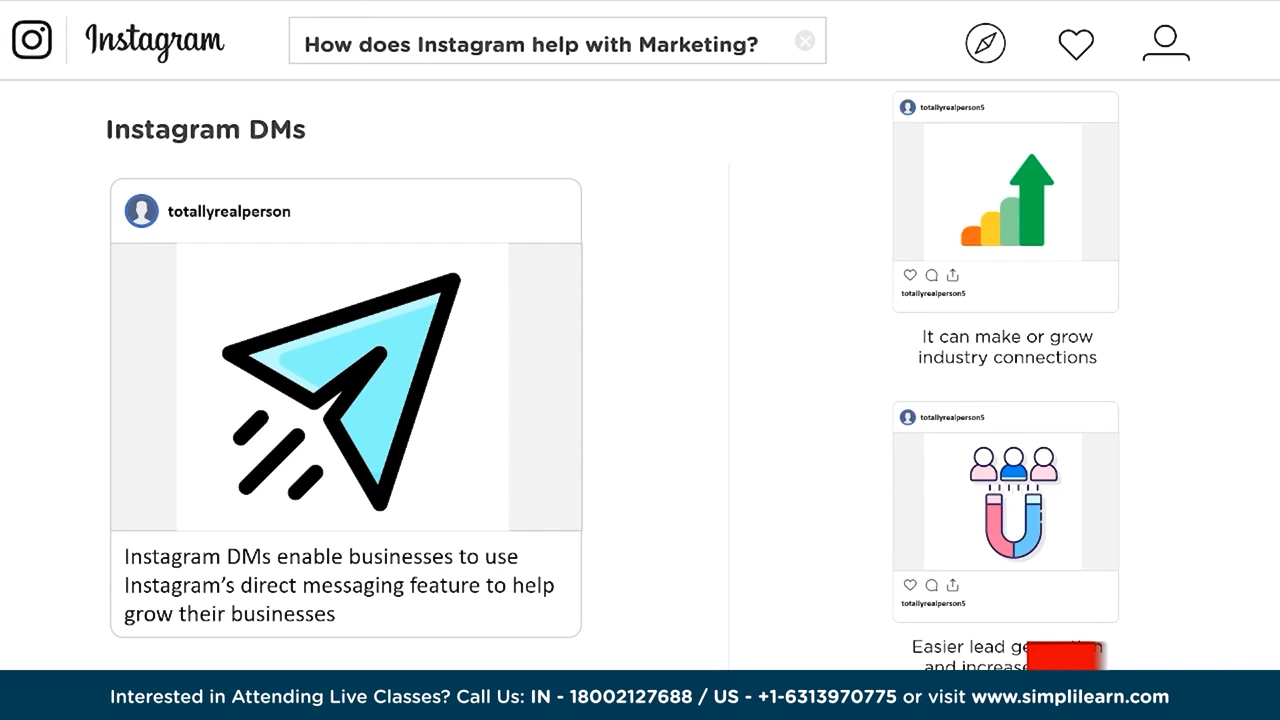 Instagram
How does Instagram help with Marketing?
Instagram DMs
totallyrealperson
Instagram DMs enable businesses to use
Instagram's direct messaging feature to help
grow their businesses
totallyrealperson5
totallyrealperson5
It can make or grow
industry connections
totallyrealperson5
totallyrealperson5
Easier lead
and
Interested in Attending Live Classes? Call Us: IN - 18002127688 / US - +1-6313970775 or visit www.simplilearn.com